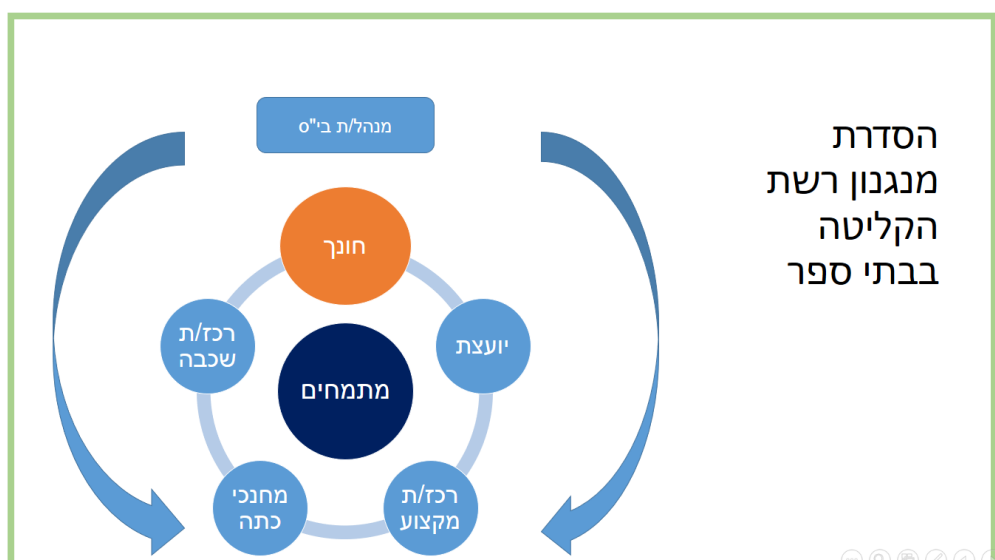 הסדרת
מנגנון רשת
הקליטה
בבתי ספר
מנהל/ת בי"ס
חונך
יועצת
רכז/ת
שכבה
מתמחים
רכז/ת
מקצוע
מחנכי
כתה